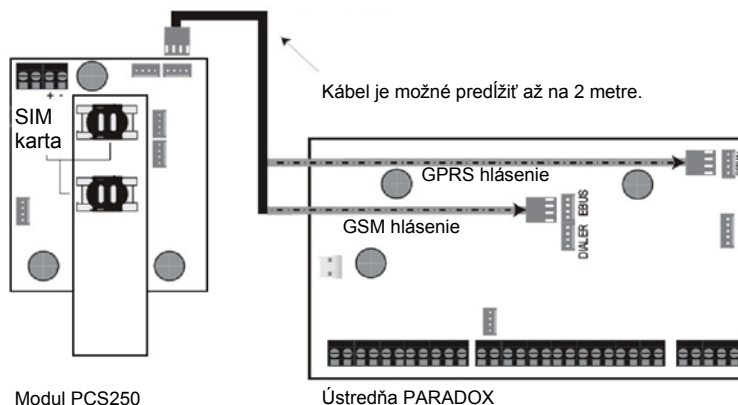 Kábel je možné predĺžiť až na 2 metre.
+ -
SIM
karta
GPRS hlásenie
GSM hlásenie
EBUS
DIALER
Modul PCS250
Ústredňa PARADOX